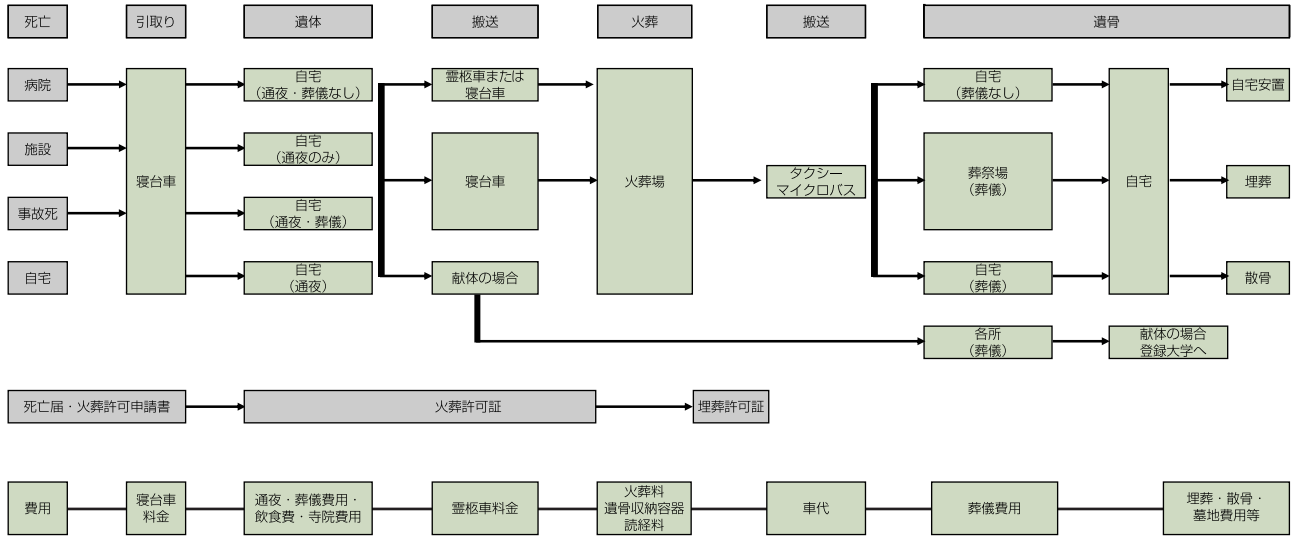 死亡
引取り
遺体
搬送
火葬
搬送
遺骨
病院
施設
事故死
自宅
寝台車
自宅
（通夜・葬儀なし）
自宅
（通夜のみ）
自宅
（通夜・葬儀）
自宅
（通夜）
霊柩車または
寝台車
寝台車
献体の場合
火葬場
タクシー
マイクロバス
自宅
（葬儀なし）
葬祭場
（葬儀）
自宅
（葬儀）
各所
（葬儀）
自宅
献体の場合
登録大学へ
自宅安置
埋葬
散骨
死亡届・火葬許可申請書
火葬許可証
埋葬許可証
費用
寝台車
料金
通夜・葬儀費用・
飲食費・寺院費用
霊柩車料金
火葬料
遺骨収納容器
読経料
車代
葬儀費用
埋葬・散骨・
墓地費用等